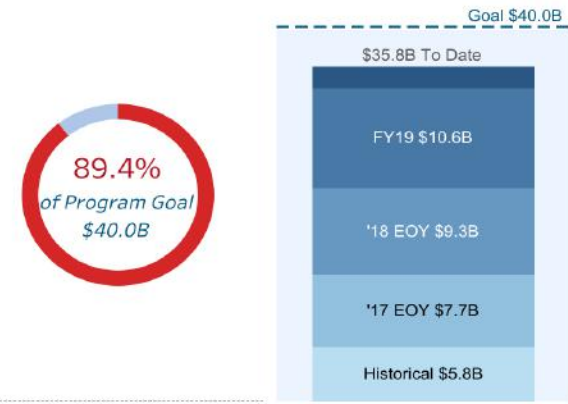 89.4%
of Program Goal
$40.0B
Goal $40.0B
$35.8B To Date
FY19 $10.6B
'18 EOY $9.3B
'17 EOY $7.7B
Historical $5.8B